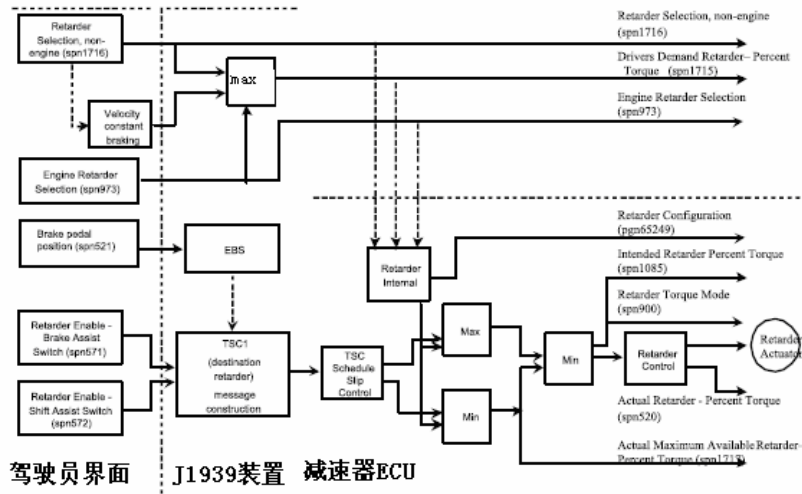 Retarder
Selection, non-
engine (spn1716)
Velocity
constant
braking
Engine Retarder
Selection (spn973)
Brake pedal
position (spn521)
Retarder Enable -
Brake Assist
Switch (spn571)
Retarder Enable -
Shift Assist Switch
(spn572)
max
EBS
TSC1
(destination
retarder)
message
construction
TSC
Schedule
Slip
Control
Retarder
Internal
Max
Min
Min
Retarder
Control
Retarder Selection, non-engine
(spn1716)
Drivers Demand Retarder– Percent
Torque (spn1715)
Engine Retarder Selection
(spn973)
Retarder Configuration
(pgn65249)
Intended Retarder Percent Torque
(spn1085)
Retarder Torque Mode
(spn900)
Retarder
Actuator
Actual Retarder - Percent Torque
(spn520)
Actual Maximum Available Retarder-
Percent Torque (spn1717)
驾驶员界面
J1939装置
减速器ECU